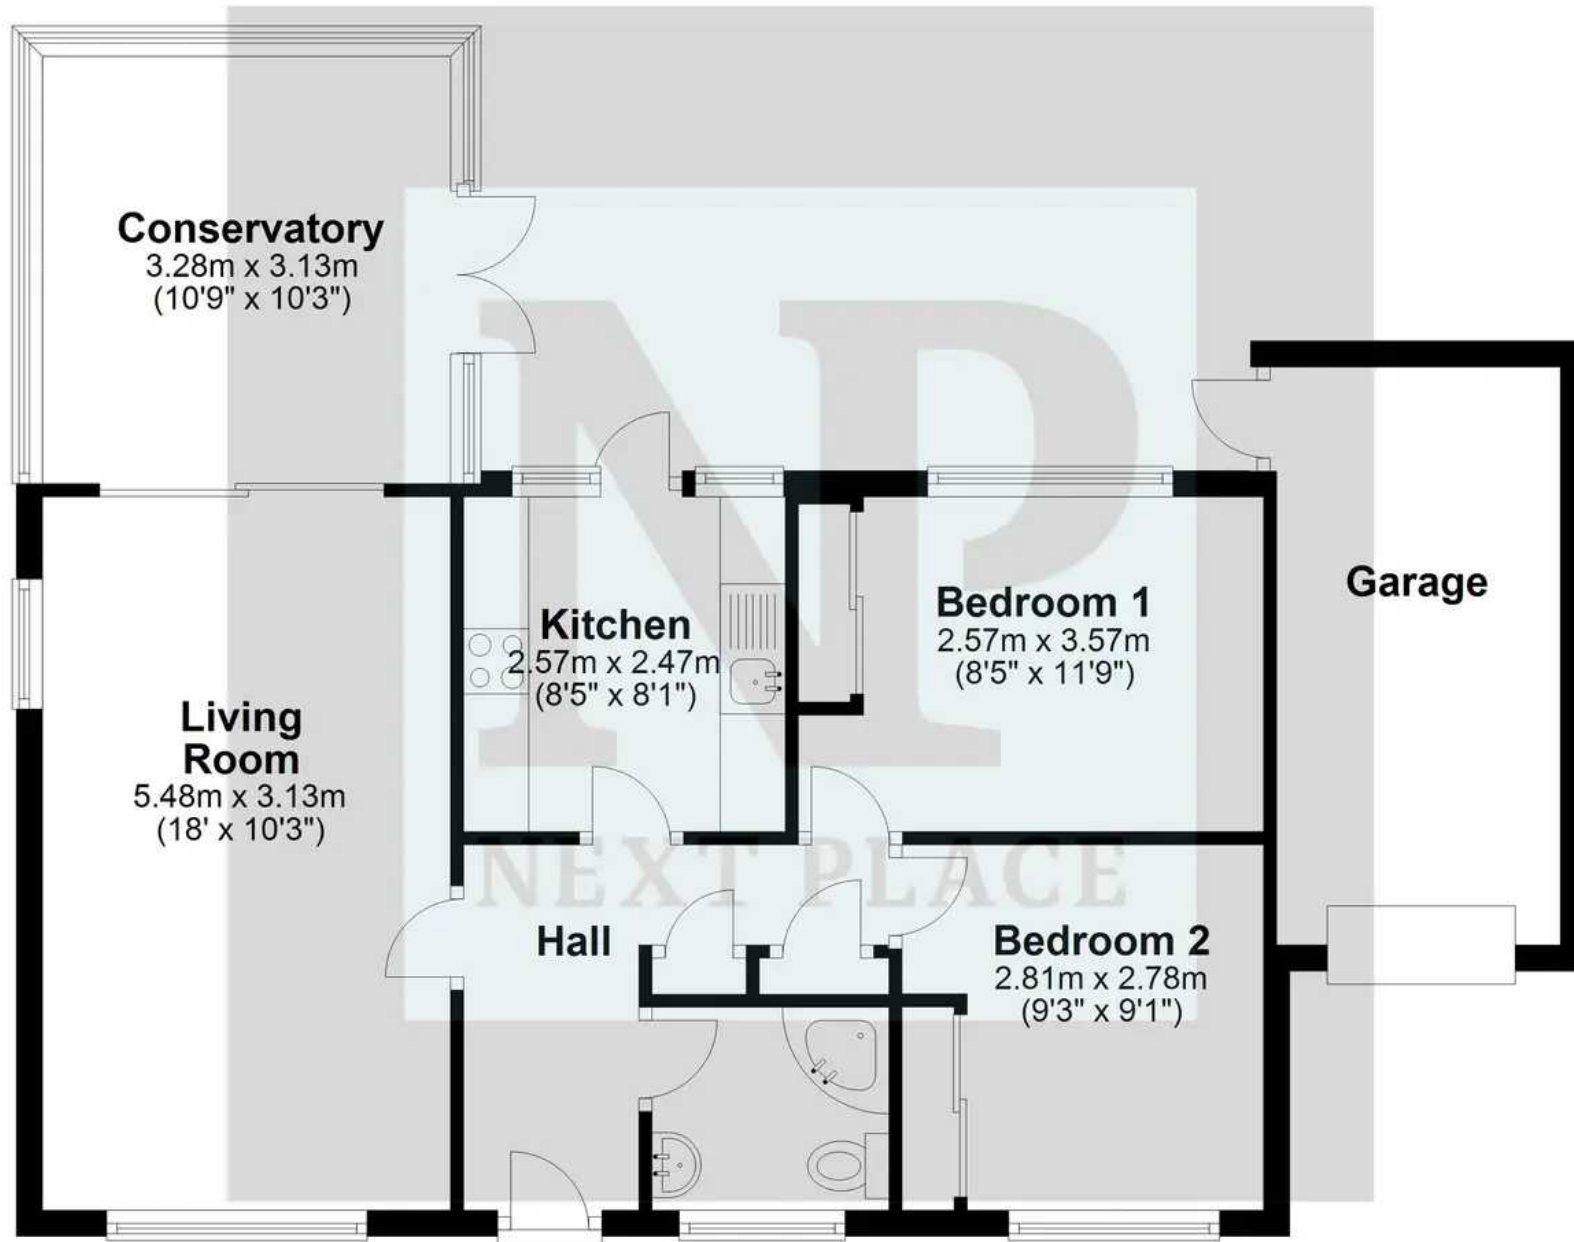 Conservatory
3.28m x 3.13m
(10'9" x 10'3")
Kitchen
2.57m x 2.47m
(8'5" x 8'1")
Bedroom 1
2.57m x 3.57m
(8'5" x 11'9")
Garage
Living
Room
5.48m x 3.13m
(18' x 10'3")
Hall
Bedroom 2
2.81m x 2.78m
(9'3" x 9'1")
NP
NEXT PLACE